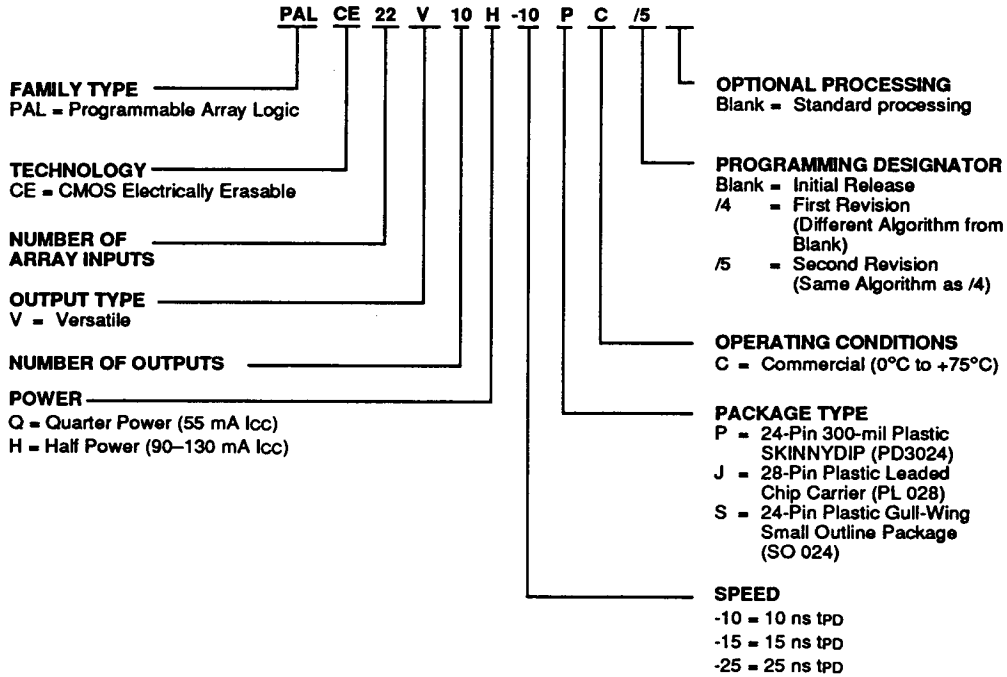 PAL CE 22 V 10 H -10 P C /5
FAMILY TYPE
PAL = Programmable Array Logic
TECHNOLOGY
CE = CMOS Electrically Erasable
NUMBER OF
ARRAY INPUTS
OUTPUT TYPE
V = Versatile
NUMBER OF OUTPUTS
POWER
Q = Quarter Power (55 mA ICC)
H = Half Power (90–130 mA ICC)
OPTIONAL PROCESSING
Blank = Standard processing
PROGRAMMING DESIGNATOR
Blank = Initial Release
/4 = First Revision
(Different Algorithm from
Blank)
/5 = Second Revision
(Same Algorithm as /4)
OPERATING CONDITIONS
C = Commercial (0°C to +75°C)
PACKAGE TYPE
P = 24-Pin 300-mil Plastic
SKINNYDIP (PD3024)
J = 28-Pin Plastic Leaded
Chip Carrier (PL 028)
S = 24-Pin Plastic Gull-Wing
Small Outline Package
(SO 024)
SPEED
-10 = 10 ns tPD
-15 = 15 ns tPD
-25 = 25 ns tPD